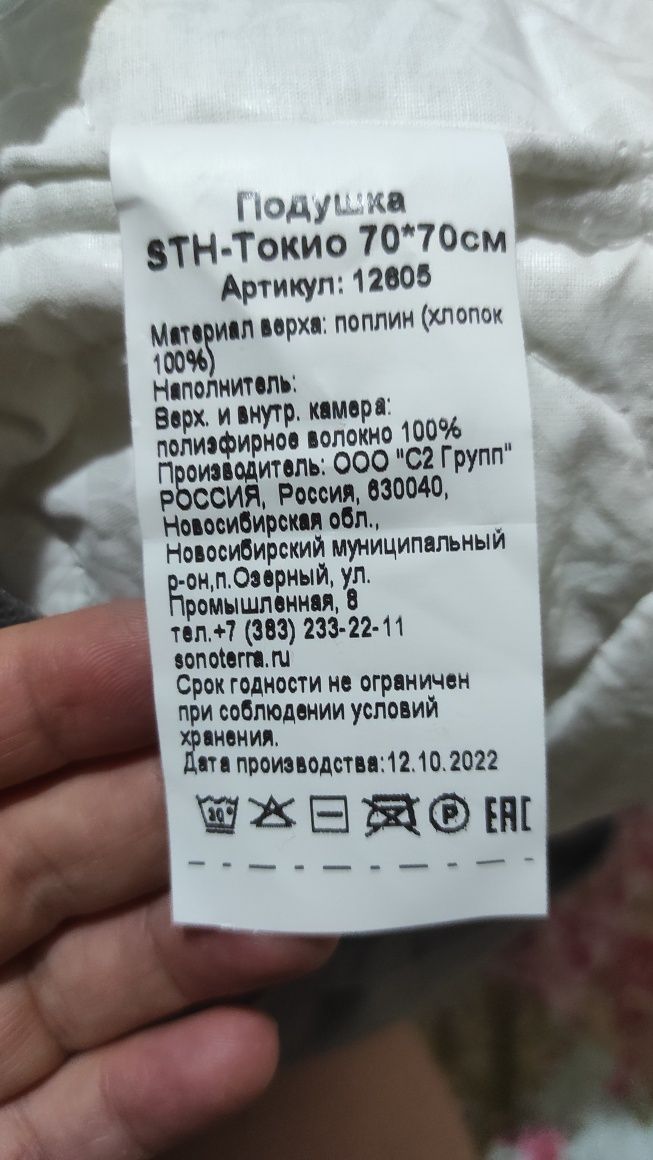 Подушка
STH-Токио 70*70см
Артикул: 12605
Материал верха: поплин (хлопок
100%)
Наполнитель:
Верх. и внутр. камера:
полиэфирное волокно 100%
Производитель: ООО "С2 Групп"
РОССИЯ, Россия, 630040,
Новосибирская обл.,
Новосибирский муниципальный
р-он,п.Озерный, ул.
Промышленная, 8
тел.+7 (383) 233-22-11
sonoterra.ru
Срок годности не ограничен
при соблюдении условий
хранения.
Дата производства:12.10.2022
30° P EAC